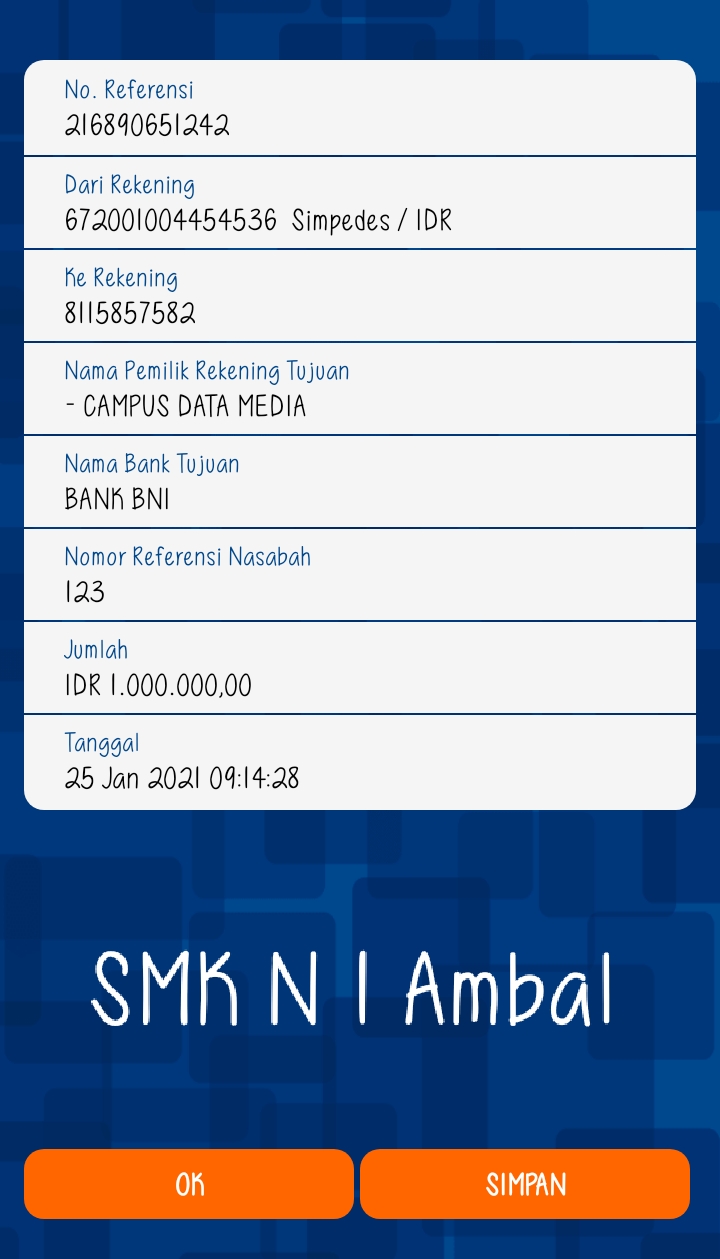 No. Referensi
216890651242
Dari Rekening
672001004454536 Simpedes / IDR
Ke Rekening
8115857582
Nama Pemilik Rekening Tujuan
- CAMPUS DATA MEDIA
Nama Bank Tujuan
BANK BNI
Nomor Referensi Nasabah
123
Jumlah
IDR 1.000.000,00
Tanggal
25 Jan 2021 09:14:28
SMK N 1 Ambal
OK
SIMPAN